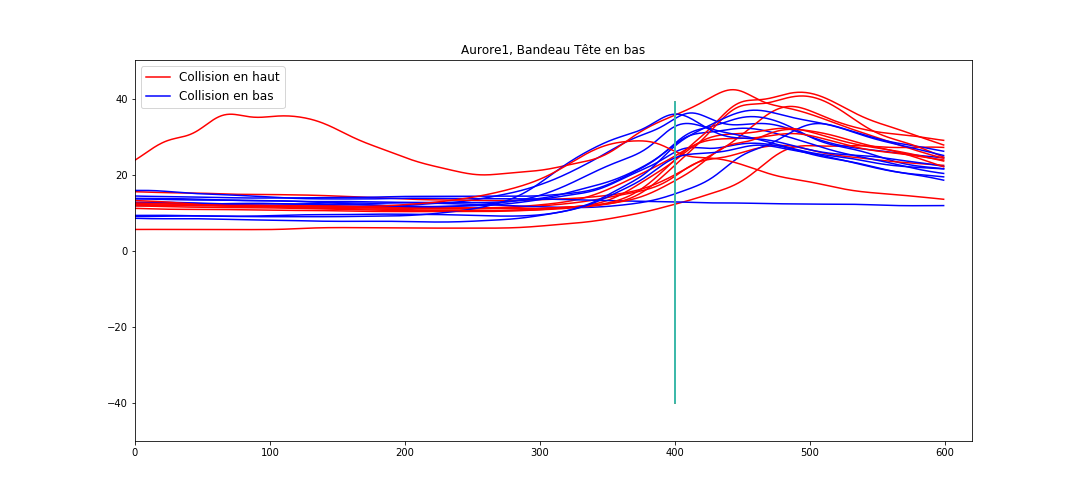 Aurore1, Bandeau Tête en bas
Collision en haut
Collision en bas
40
20
0
−20
−40
0 100 200 300 400 500 600